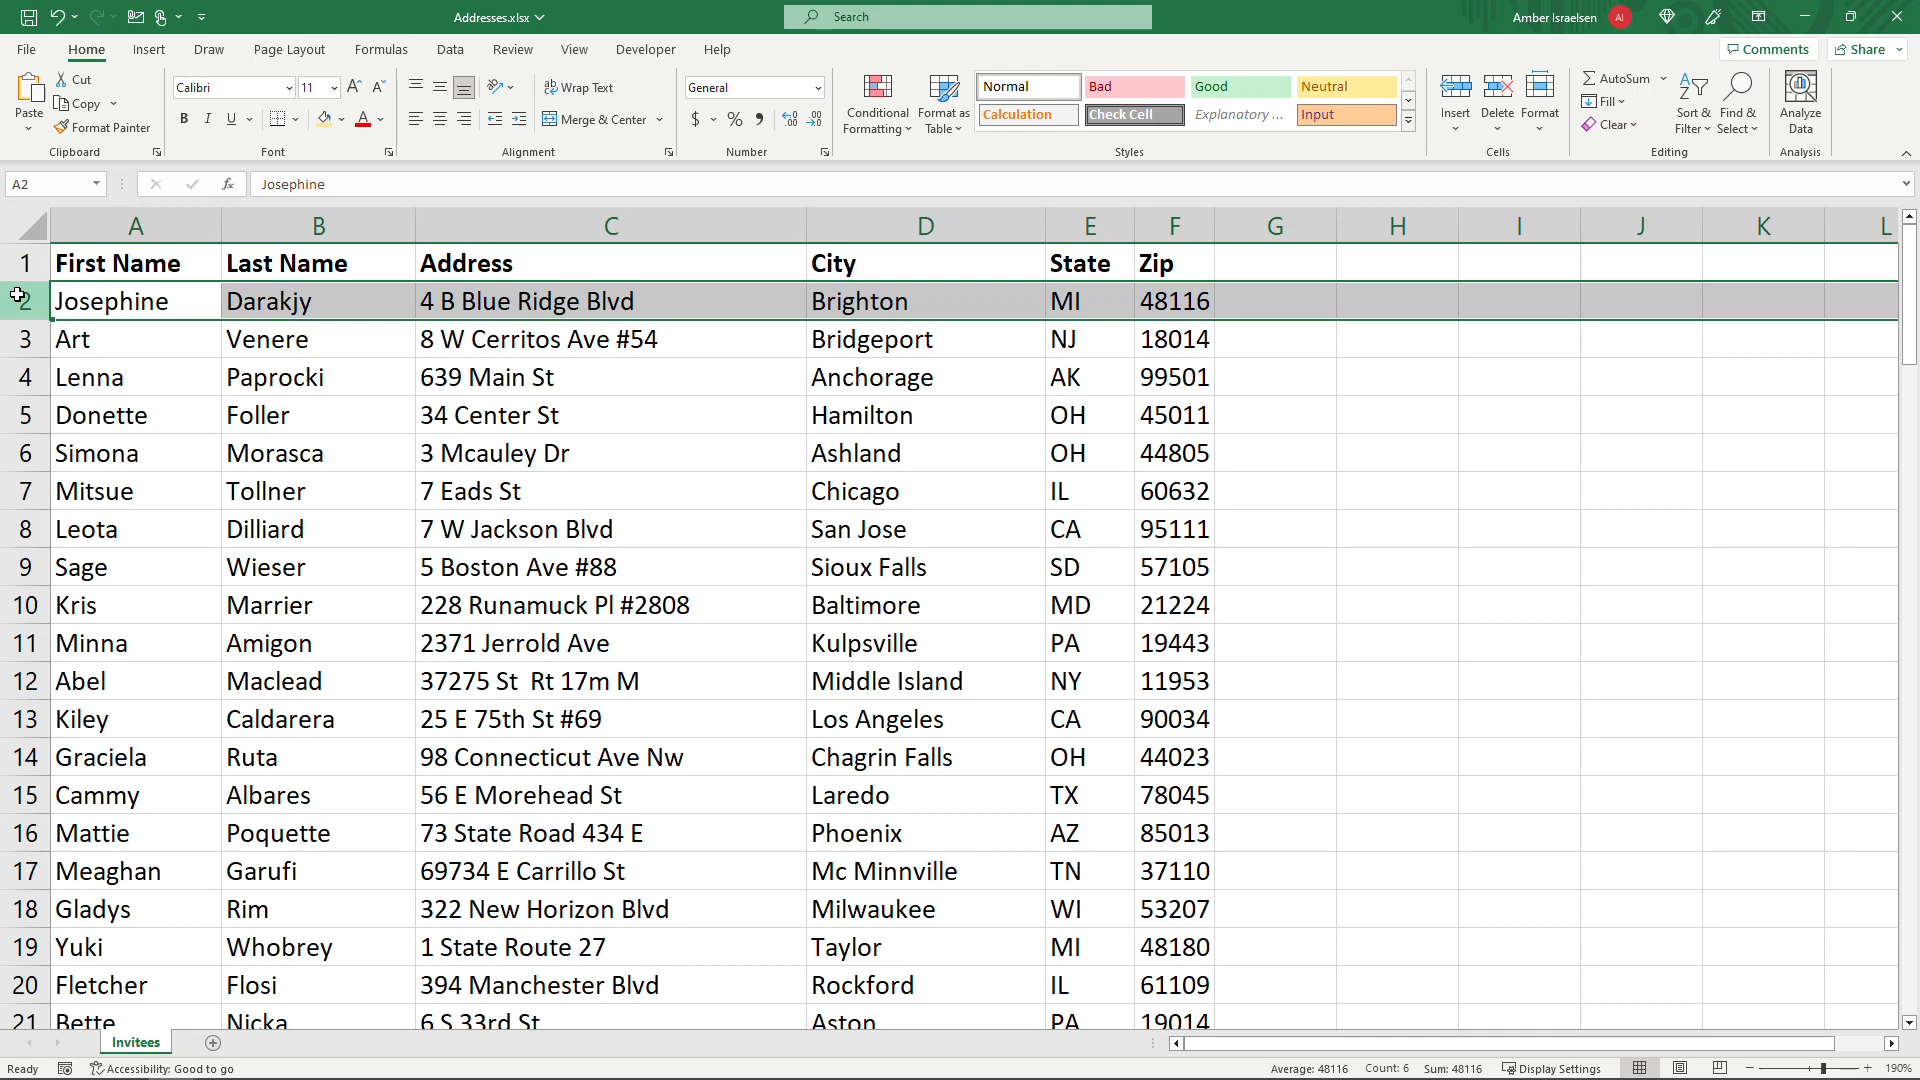 Addresses.xlsx
Search
Amber Israelsen AI
File Home Insert Draw Page Layout Formulas Data Review View Developer Help Comments Share
Paste Cut Copy Format Painter Clipboard
Calibri 11 B I U A Font
Wrap Text Merge & Center Alignment
General $ % Number
Conditional Formatting Format as Table
Normal Bad Good Neutral
Calculation Check Cell Explanatory ... Input
Styles
Insert Delete Format Cells
AutoSum Fill Clear Sort & Filter Find & Select Editing
Analyze Data Analysis
A2 fx Josephine
A B C D E F G H I J K L
1 First Name Last Name Address City State Zip
2 Josephine Darakjy 4 B Blue Ridge Blvd Brighton MI 48116
3 Art Venere 8 W Cerritos Ave #54 Bridgeport NJ 18014
4 Lenna Paprocki 639 Main St Anchorage AK 99501
5 Donette Foller 34 Center St Hamilton OH 45011
6 Simona Morasca 3 Mcauley Dr Ashland OH 44805
7 Mitsue Tollner 7 Eads St Chicago IL 60632
8 Leota Dilliard 7 W Jackson Blvd San Jose CA 95111
9 Sage Wieser 5 Boston Ave #88 Sioux Falls SD 57105
10 Kris Marrier 228 Runamuck Pl #2808 Baltimore MD 21224
11 Minna Amigon 2371 Jerrold Ave Kulpsville PA 19443
12 Abel Maclead 37275 St  Rt 17m M Middle Island NY 11953
13 Kiley Caldarera 25 E 75th St #69 Los Angeles CA 90034
14 Graciela Ruta 98 Connecticut Ave Nw Chagrin Falls OH 44023
15 Cammy Albares 56 E Morehead St Laredo TX 78045
16 Mattie Poquette 73 State Road 434 E Phoenix AZ 85013
17 Meaghan Garufi 69734 E Carrillo St Mc Minnville TN 37110
18 Gladys Rim 322 New Horizon Blvd Milwaukee WI 53207
19 Yuki Whobrey 1 State Route 27 Taylor MI 48180
20 Fletcher Flosi 394 Manchester Blvd Rockford IL 61109
21 Bette Nicka 6 S 33rd St Aston PA 19014
Invitees
Ready Accessibility: Good to go Average: 48116 Count: 6 Sum: 48116 Display Settings 190%